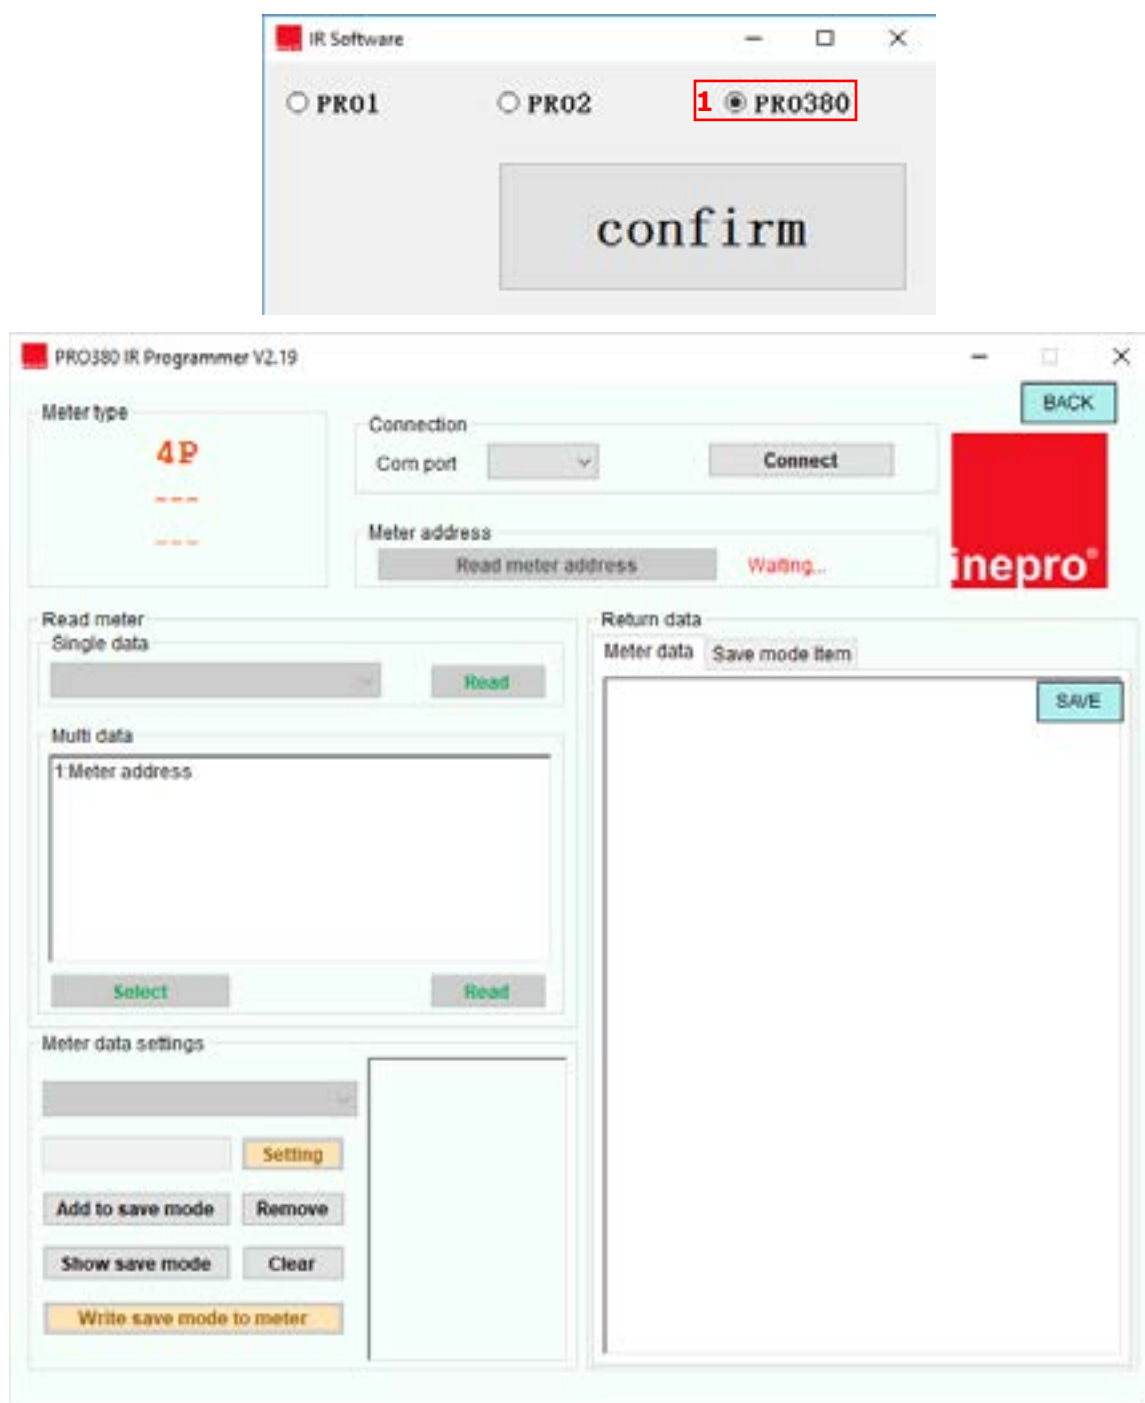 IR Software
PRO1
PRO2
1 PRO380
confirm
PRO380 IR Programmer V2.19
BACK
Meter type
4P
---
---
Connection
Com port
Connect
Meter address
Read meter address
Waiting...
inepro®
Read meter
Single data
Read
Multi data
1:Meter address
Select
Read
Return data
Meter data
Save mode item
SAVE
Meter data settings
Setting
Add to save mode
Remove
Show save mode
Clear
Write save mode to meter